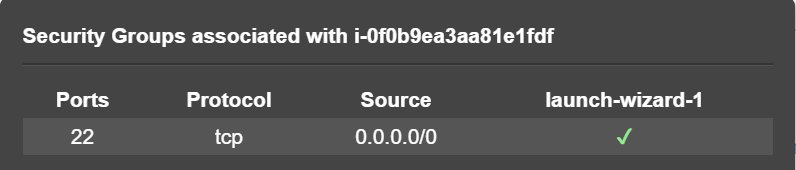 Security Groups associated with i-0f0b9ea3aa81e1fdf
Ports Protocol Source launch-wizard-1
22 tcp 0.0.0.0/0 ✓